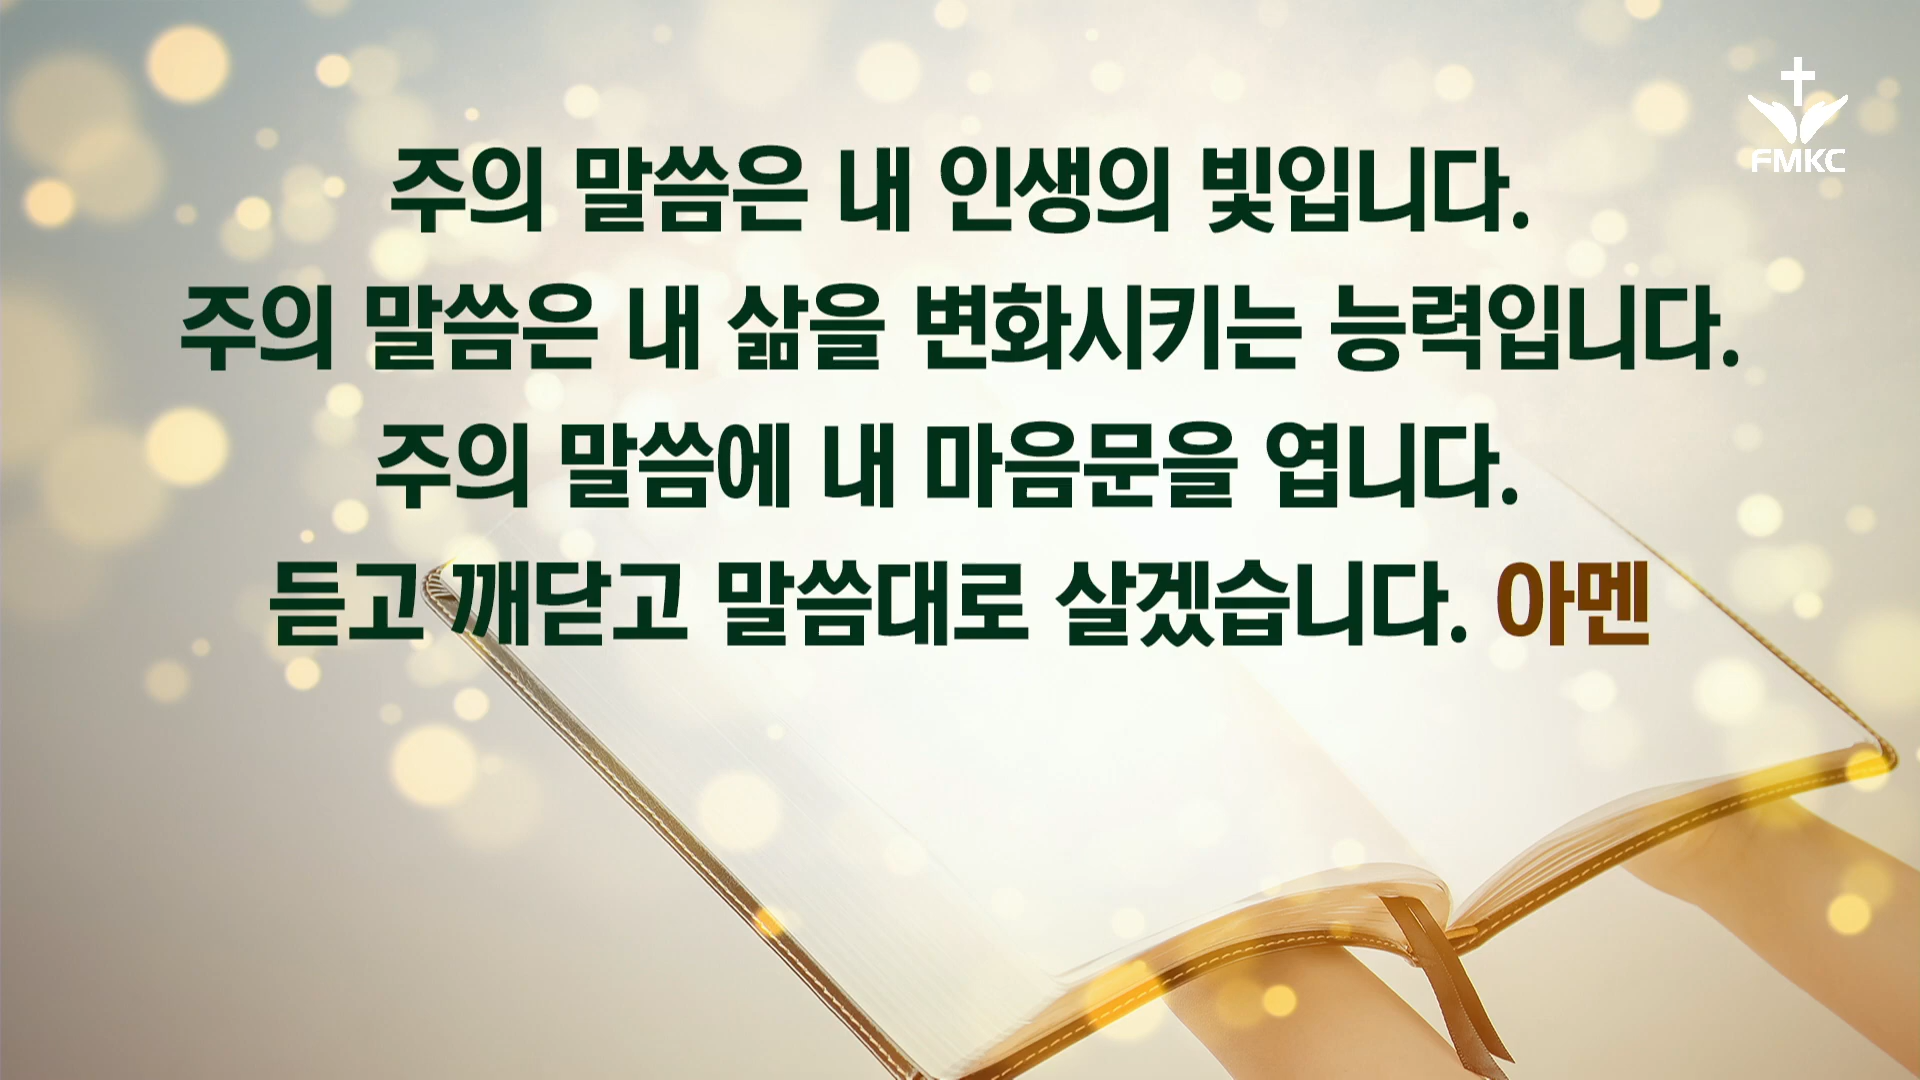 FMKC
주의 말씀은 내 인생의 빛입니다.
주의 말씀은 내 삶을 변화시키는 능력입니다.
주의 말씀에 내 마음문을 엽니다.
듣고 깨닫고 말씀대로 살겠습니다. 아멘